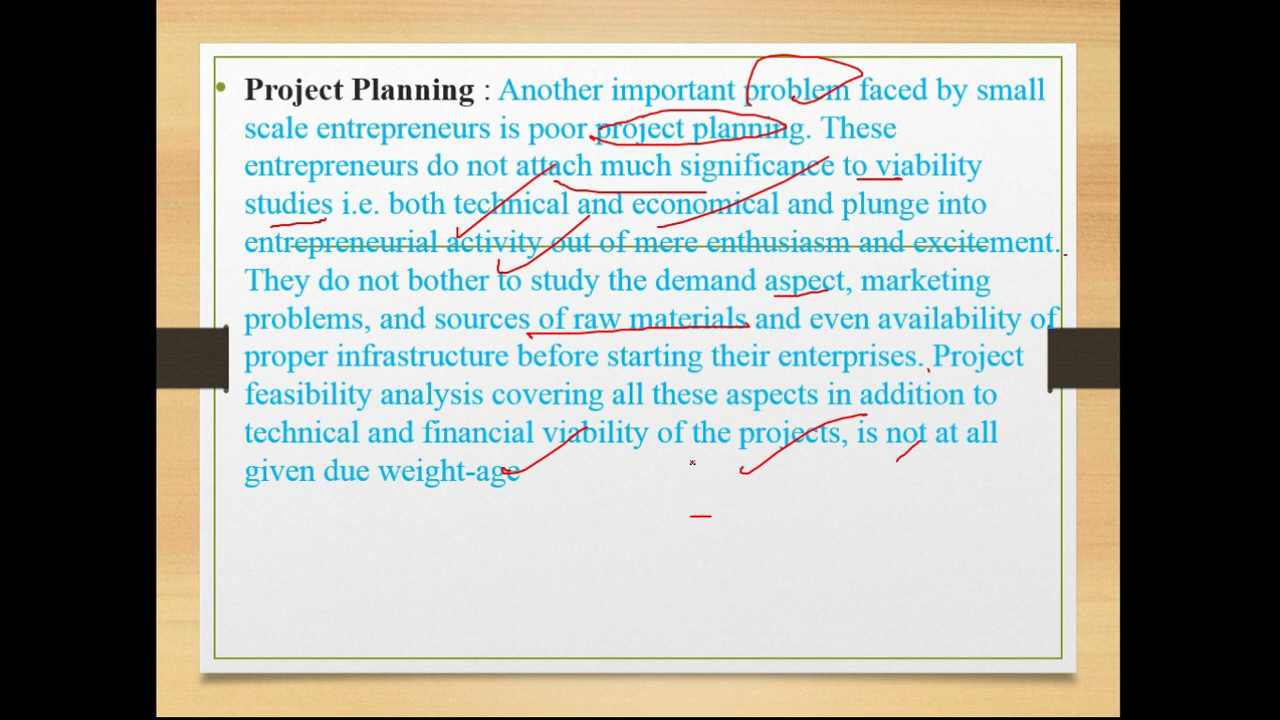 • Project Planning : Another important problem faced by small
scale entrepreneurs is poor project planning. These
entrepreneurs do not attach much significance to viability
studies i.e. both technical and economical and plunge into
entrepreneurial activity out of mere enthusiasm and excitement.
They do not bother to study the demand aspect, marketing
problems, and sources of raw materials and even availability of
proper infrastructure before starting their enterprises. Project
feasibility analysis covering all these aspects in addition to
technical and financial viability of the projects, is not at all
given due weight-age